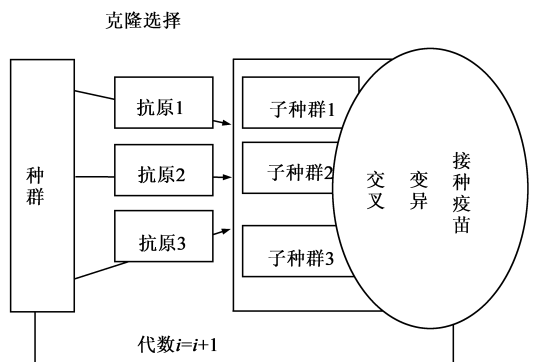 克隆选择
种群
抗原1
抗原2
抗原3
子种群1
子种群2
子种群3
交叉
变异
接种疫苗
代数i=i+1